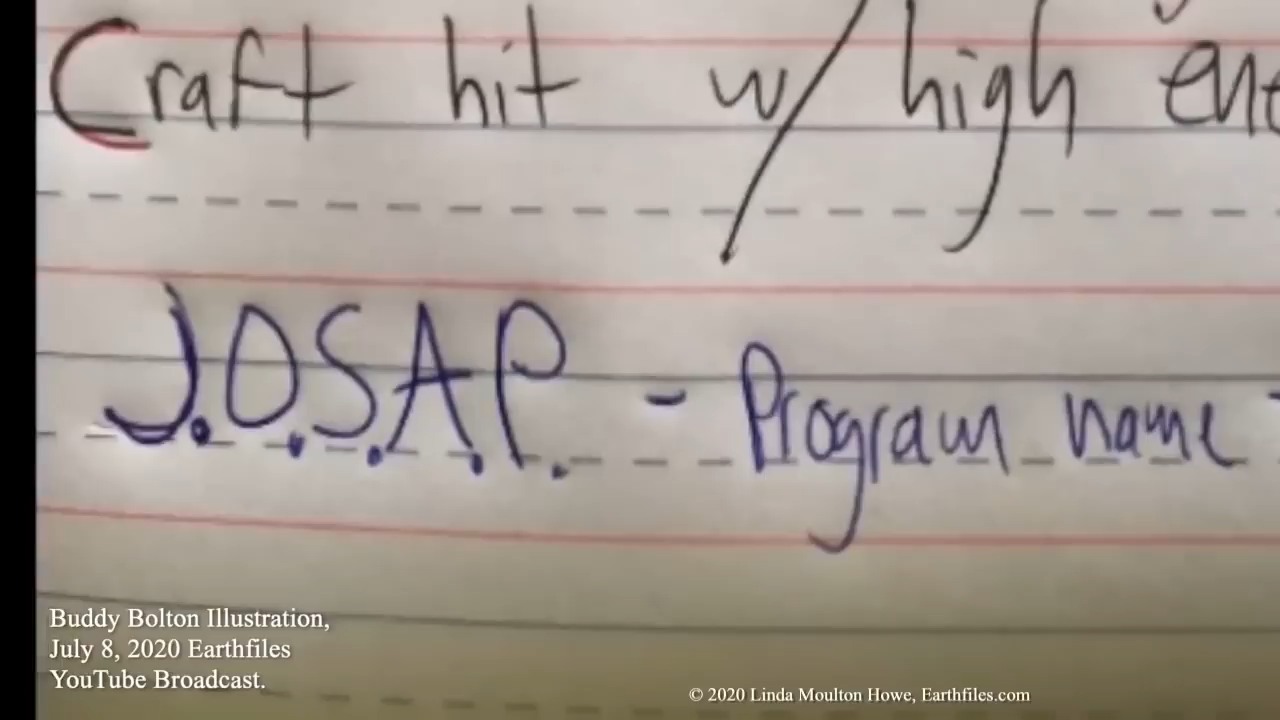 Craft hit w/ high
J.O.S.A.P. - Program name -
Buddy Bolton Illustration,
July 8, 2020 Earthfiles
YouTube Broadcast.
© 2020 Linda Moulton Howe, Earthfiles.com